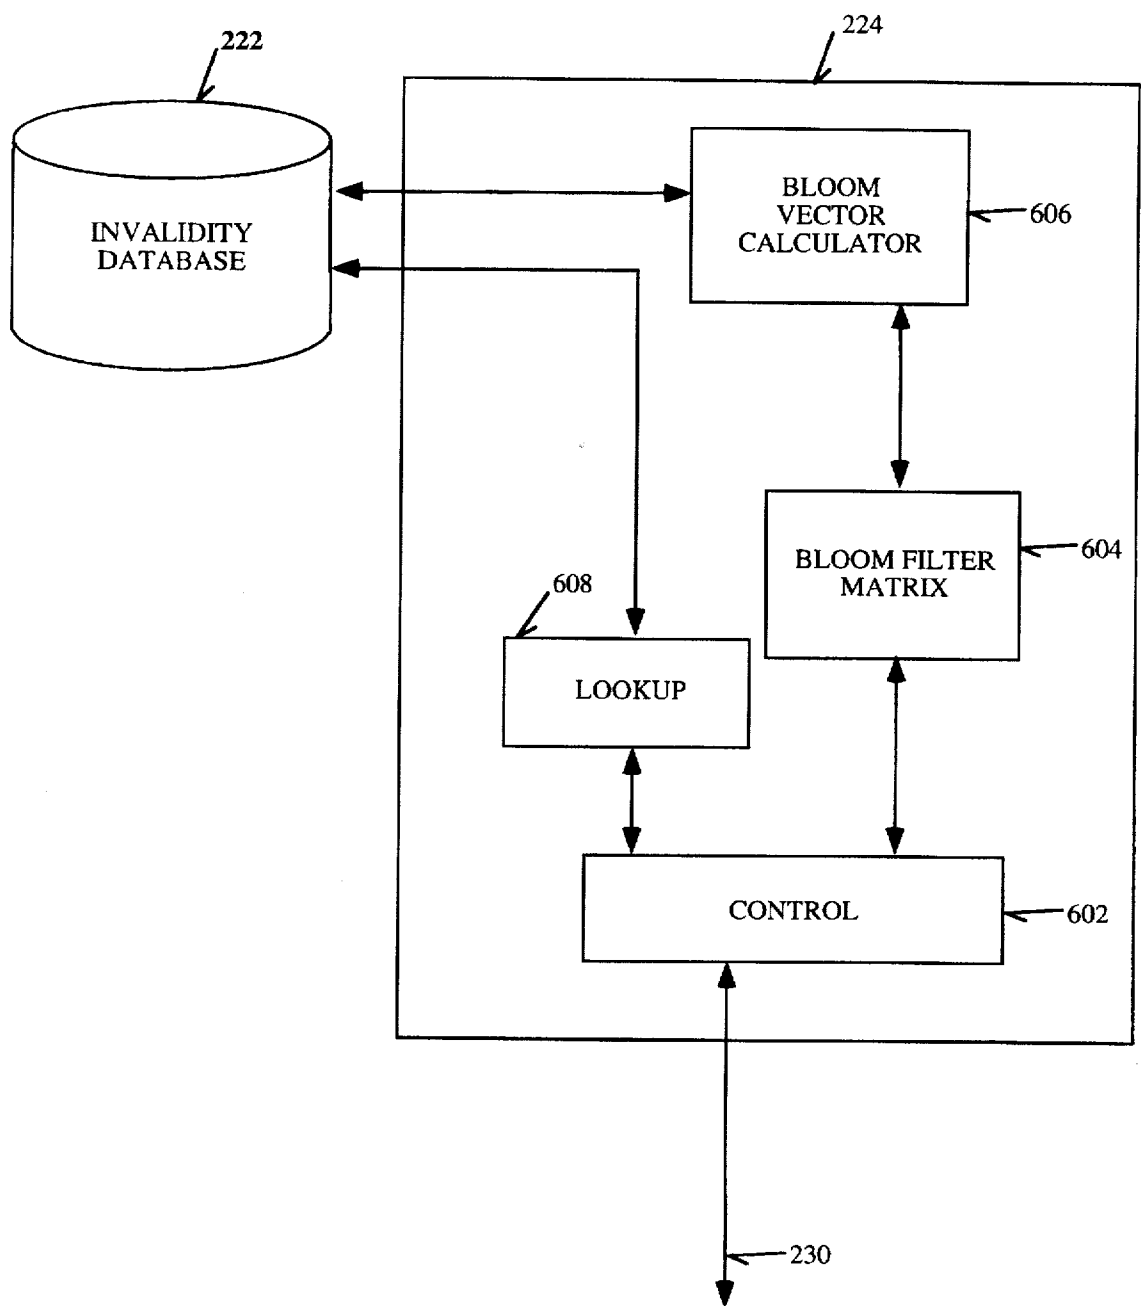 222
224
INVALIDITY
DATABASE
BLOOM
VECTOR
CALCULATOR
606
BLOOM FILTER
MATRIX
604
608
LOOKUP
CONTROL
602
230